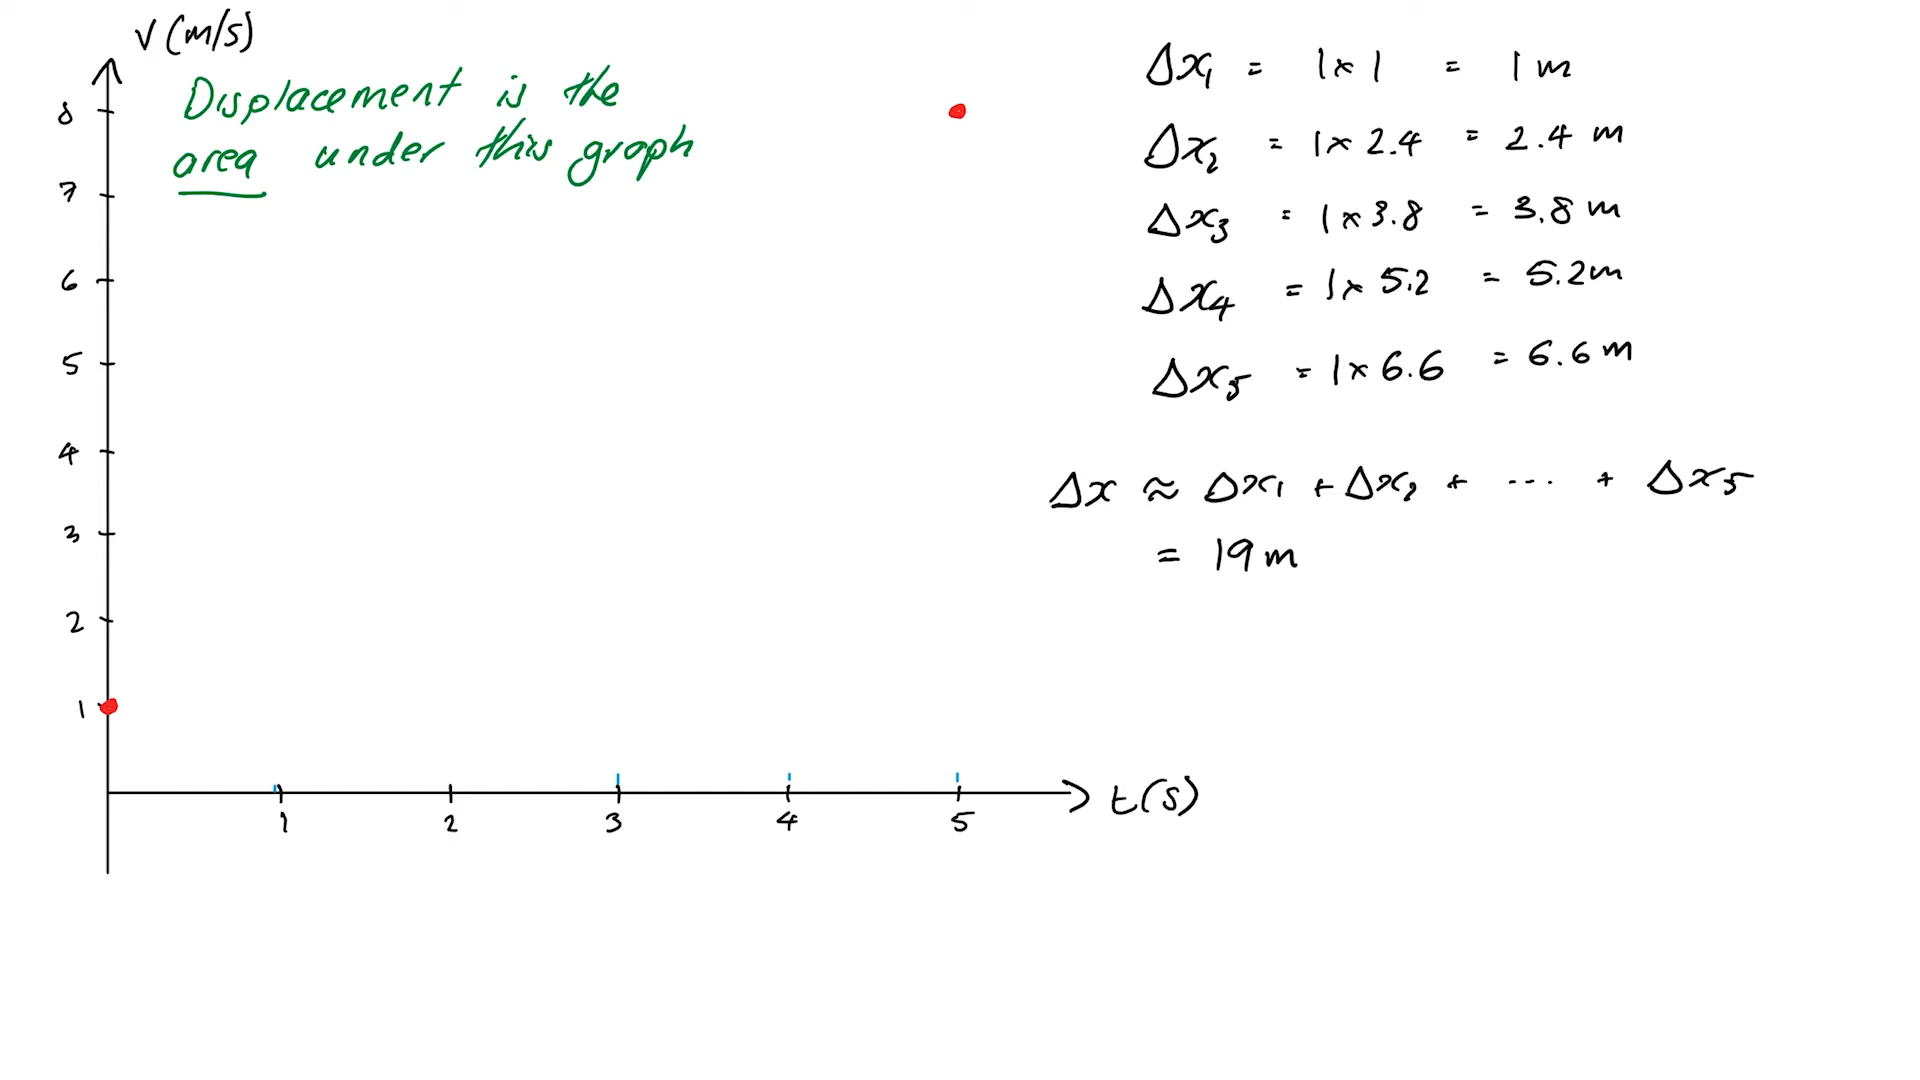 v (m/s)
Displacement is the
area under this graph
8
7
6
5
4
3
2
1
1 2 3 4 5 t(s)
Δx₁ = 1 × 1 = 1 m
Δx₂ = 1 × 2.4 = 2.4 m
Δx₃ = 1 × 3.8 = 3.8 m
Δx₄ = 1 × 5.2 = 5.2 m
Δx₅ = 1 × 6.6 = 6.6 m
Δx ≈ Δx₁ + Δx₂ + ... + Δx₅
= 19 m